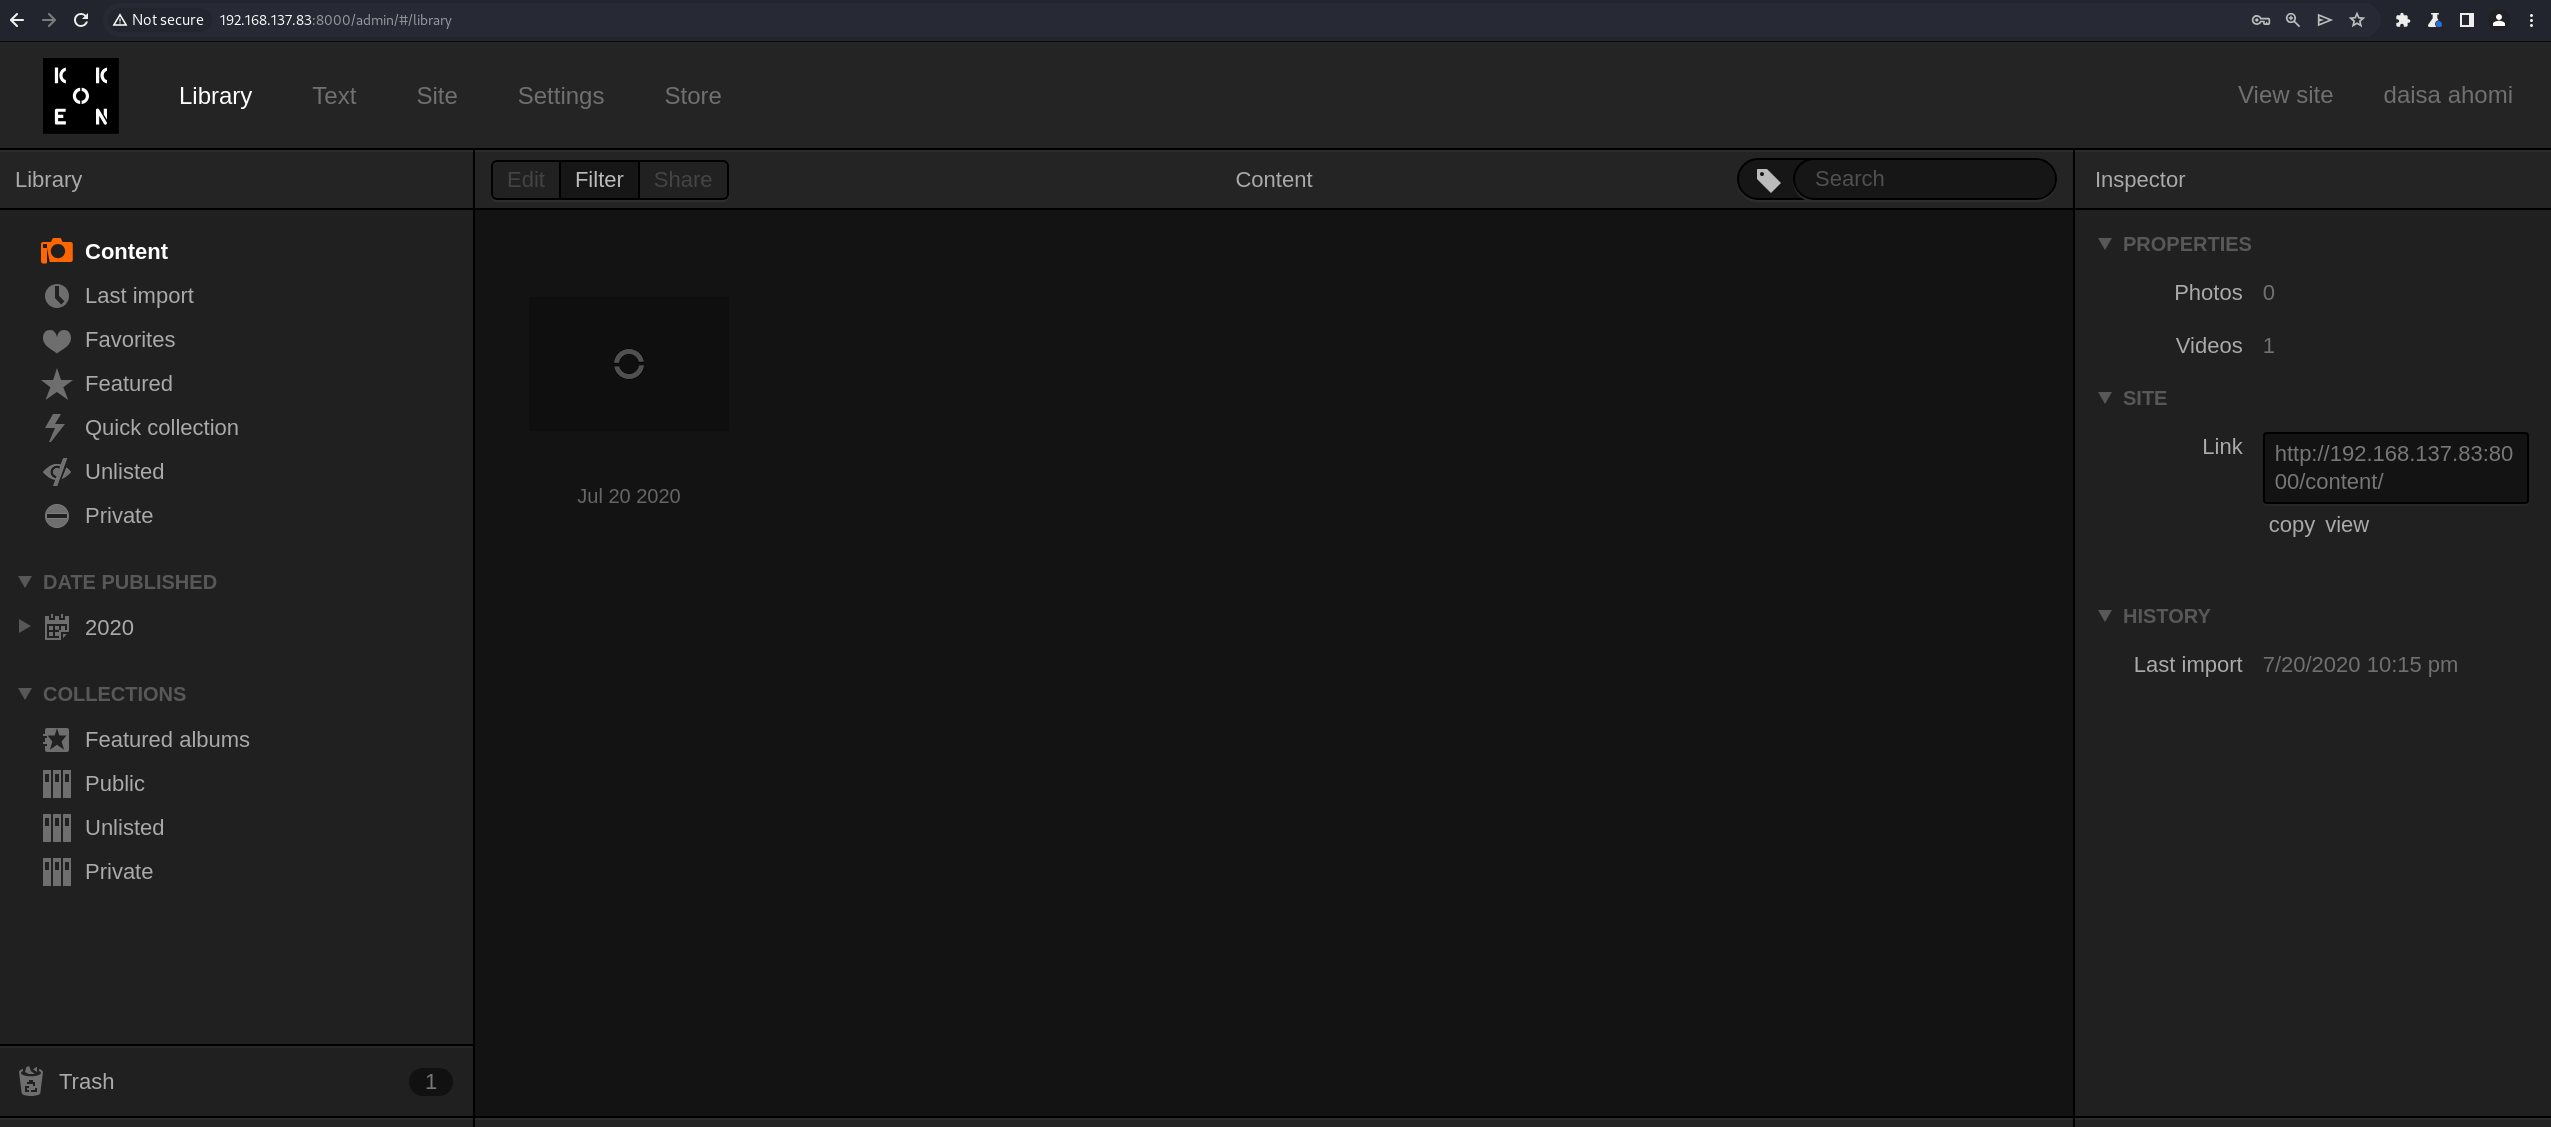 Not secure 192.168.137.83:8000/admin/#/library
K K
O
E N
Library Text Site Settings Store View site daisa ahomi
Library Edit Filter Share Content Search Inspector
Content
Last import
Favorites
Featured
Quick collection
Unlisted
Private
DATE PUBLISHED
2020
COLLECTIONS
Featured albums
Public
Unlisted
Private
Trash 1
Jul 20 2020
PROPERTIES
Photos 0
Videos 1
SITE
Link http://192.168.137.83:80
00/content/
copy view
HISTORY
Last import 7/20/2020 10:15 pm